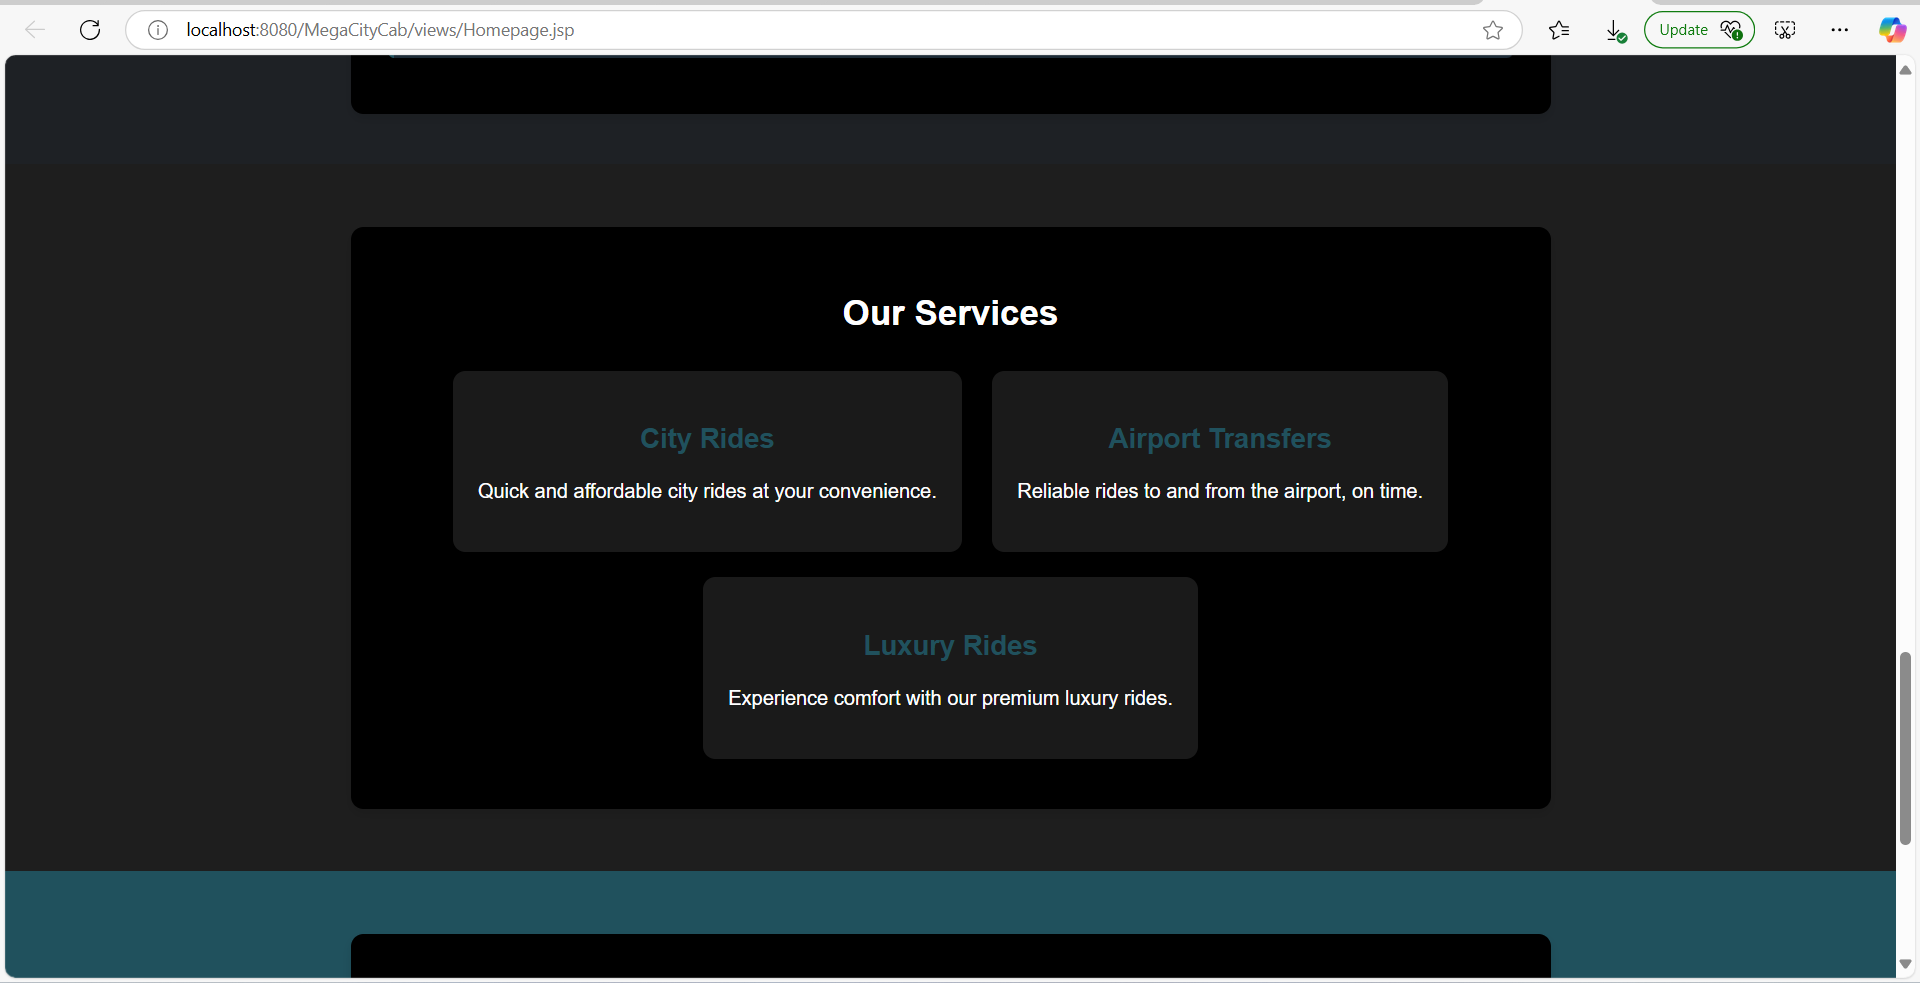 localhost:8080/MegaCityCab/views/Homepage.jsp
Update
Our Services
City Rides
Quick and affordable city rides at your convenience.
Airport Transfers
Reliable rides to and from the airport, on time.
Luxury Rides
Experience comfort with our premium luxury rides.